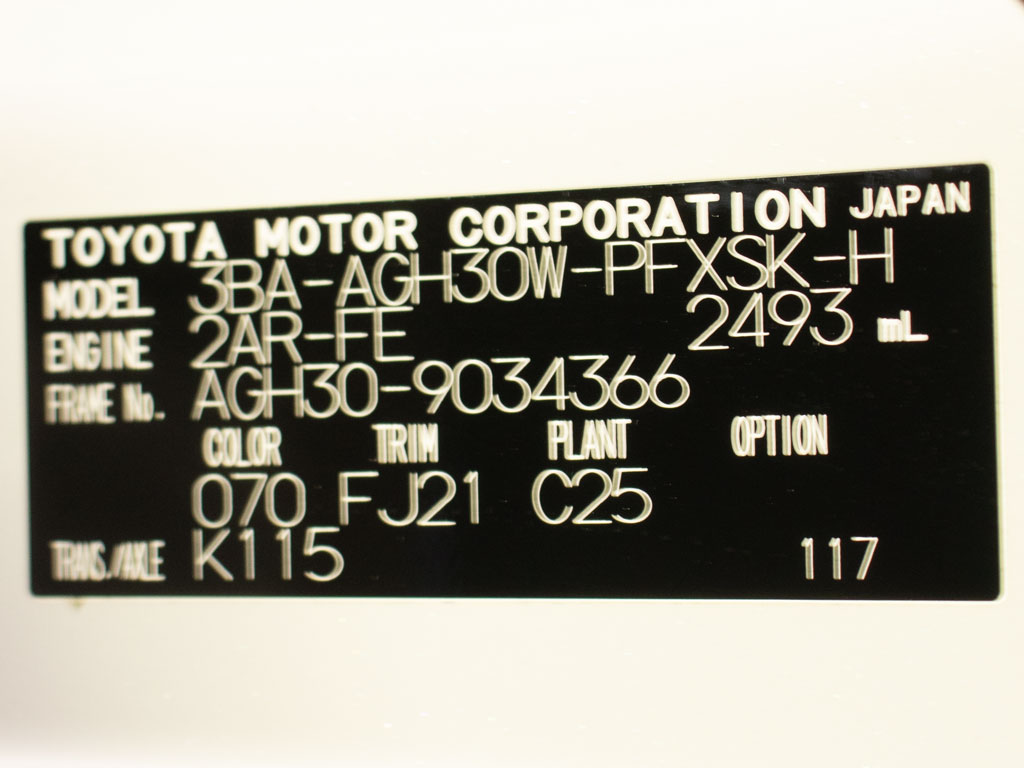 TOYOTA MOTOR CORPORATION JAPAN
MODEL 3BA-AGH30W-PFXSK-H
ENGINE 2AR-FE 2493 mL
FRAME No. AGH30-9034366
COLOR TRIM PLANT OPTION
070 FJ21 C25
TRANS./AXLE K115 117